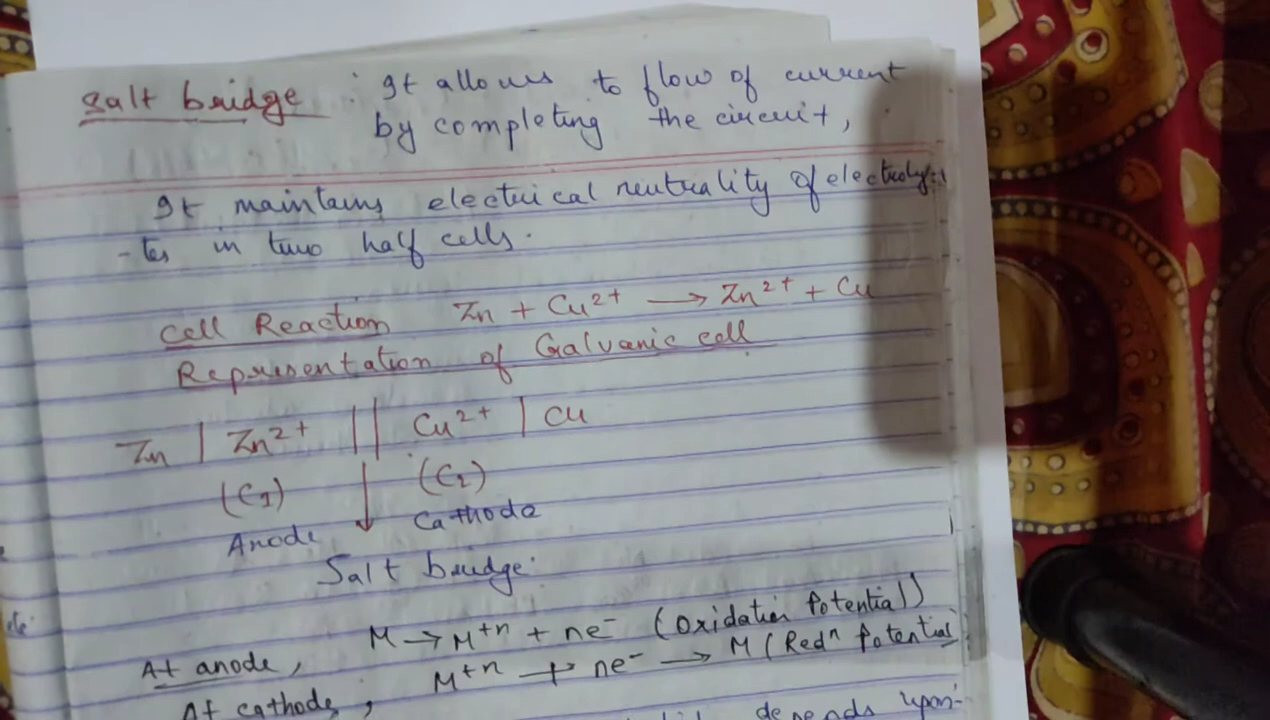 Salt bridge : It allows to flow of current
by completing the circuit,
It maintains electrical neutrality of electroly-
-tes in two half cells.
Cell Reaction Zn + Cu²⁺ → Zn²⁺ + Cu
Representation of Galvanic cell
Zn | Zn²⁺ || Cu²⁺ | Cu
(C₁) ↓ (C₂)
Anode Cathode
Salt bridge.
At anode, M → M⁺ⁿ + ne⁻ (Oxidation Potential)
At cathode, M⁺ⁿ + ne⁻ → M (Redⁿ Potential)
depends upon-